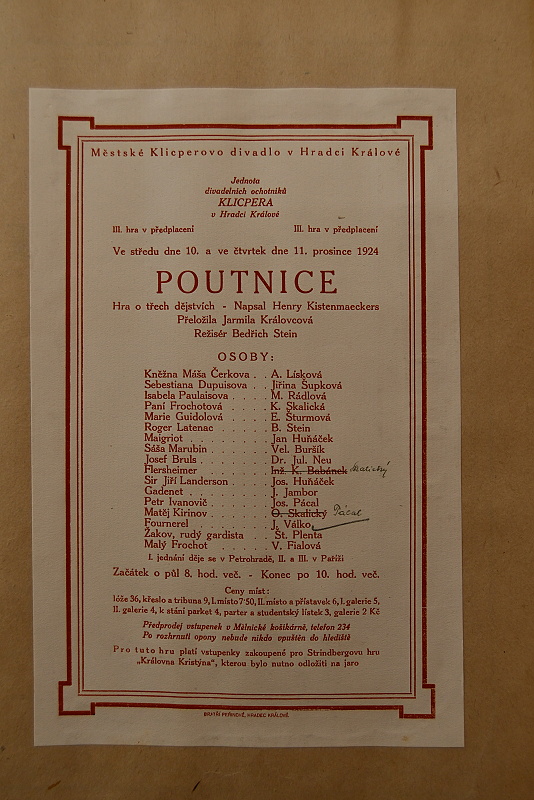 Městské Klicperovo divadlo v Hradci Králové
Jednota
divadelních ochotníků
KLICPERA
v Hradci Králové
III. hra v předplacení III. hra v předplacení
Ve středu dne 10. a ve čtvrtek dne 11. prosince 1924
POUTNICE
Hra o třech dějstvích - Napsal Henry Kistenmaeckers
Přeložila Jarmila Královcová
Režisér Bedřich Stein
OSOBY:
Kněžna Máša Čerkova . . A. Lísková
Sebestiana Dupuisova . . Jiřina Šupková
Isabela Paulaisova . . . . M. Rádlová
Paní Frochotová . . . . K. Skalická
Marie Guidolová . . . . E. Šturmová
Roger Latenac . . . . . B. Stein
Maigriot . . . . . . . . Jan Huňáček
Sáša Marubin . . . . . . Vel. Buršík
Josef Bruls . . . . . . . Dr. Jul. Neu
Flersheimer . . . . . . . Inž. K. Babánek Skalický
Sir Jiří Landerson . . . . Jos. Huňáček
Gadenet . . . . . . . . J. Jambor
Petr Ivanovič . . . . . . Jos. Pácal
Matěj Kirinov . . . . . . O. Skalický Pácal
Fournerel . . . . . . . . J. Válko
Žakov, rudý gardista . . Št. Plenta
Malý Frochot . . . . . V. Fialová
I. jednání děje se v Petrohradě, II. a III. v Paříži
Začátek o půl 8. hod. več. - Konec po 10. hod. več.
Ceny míst:
lóže 36, křeslo a tribuna 9, I. místo 7·50, II. místo a přístavek 6, I. galerie 5,
II. galerie 4, k stání parket 4, parter a studentský lístek 3, galerie 2 Kč
Předprodej vstupenek v Mělnické košíkárně, telefon 234
Po rozhrnutí opony nebude nikdo vpuštěn do hlediště
Pro tuto hru platí vstupenky zakoupené pro Strindbergovu hru
„Královna Kristýna", kterou bylo nutno odložiti na jaro
BRATŘÍ PEŘINOVÉ, HRADEC KRÁLOVÉ.